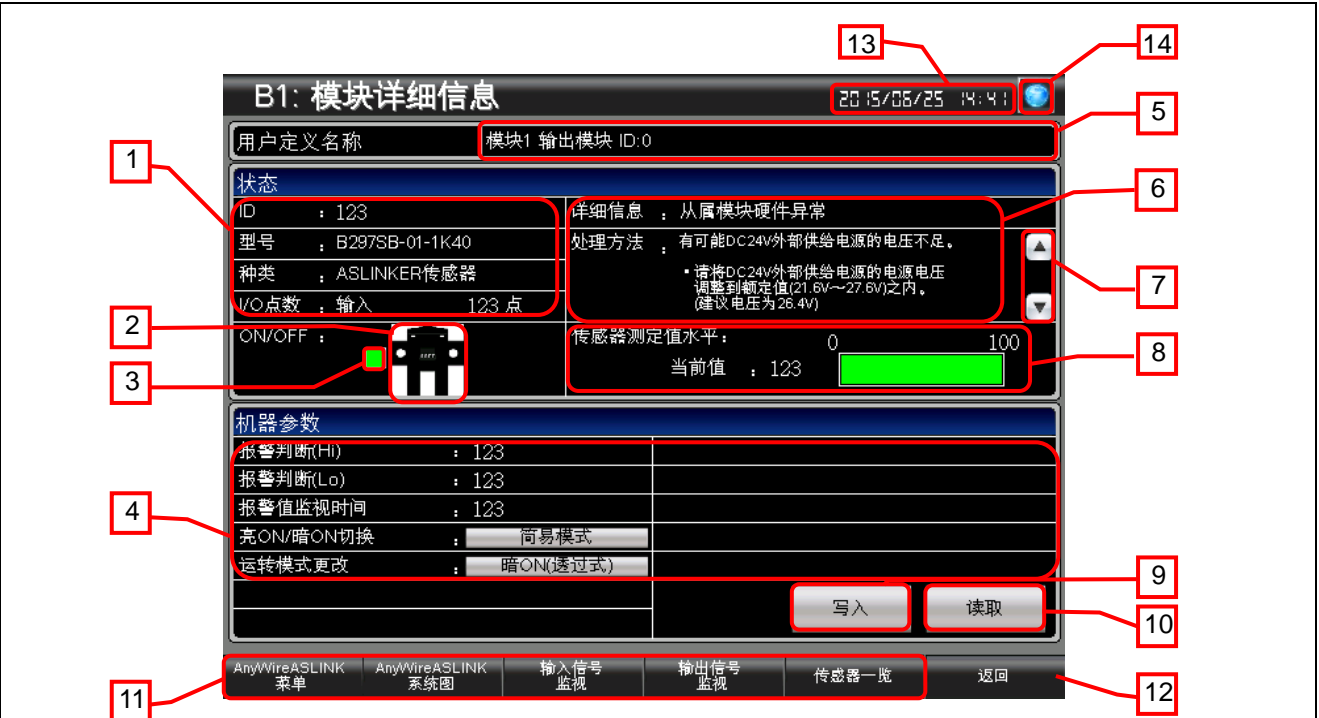 13
14
B1: 模块详细信息
2015/06/25 14:41
5
用户定义名称
模块1 输出模块 ID:0
1
状态
6
ID : 123
详细信息 : 从属模块硬件异常
型号 : B297SB-01-1K40
处理方法 : 有可能DC24V外部供给电源的电压不足。
种类 : ASLINKER传感器
・请将DC24V外部供给电源的电源电压
调整到额定值(21.6V～27.6V)之内。
(建议电压为26.4V)
7
I/O点数 : 输入 123 点
2
ON/OFF :
传感器测定值水平:
0 100
当前值 : 123
8
3
机器参数
报警判断(Hi) : 123
报警判断(Lo) : 123
报警值监视时间 : 123
4
亮ON/暗ON切换 : 简易模式
运转模式更改 : 暗ON(透过式)
9
写入
读取
10
AnyWireASLINK
菜单
AnyWireASLINK
系统图
输入信号
监视
输出信号
监视
传感器一览
返回
11
12